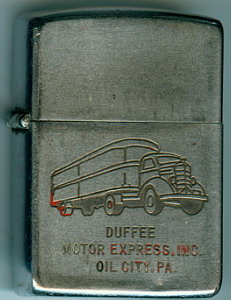 DUFFEE
MOTOR EXPRESS, INC.
OIL CITY, PA.